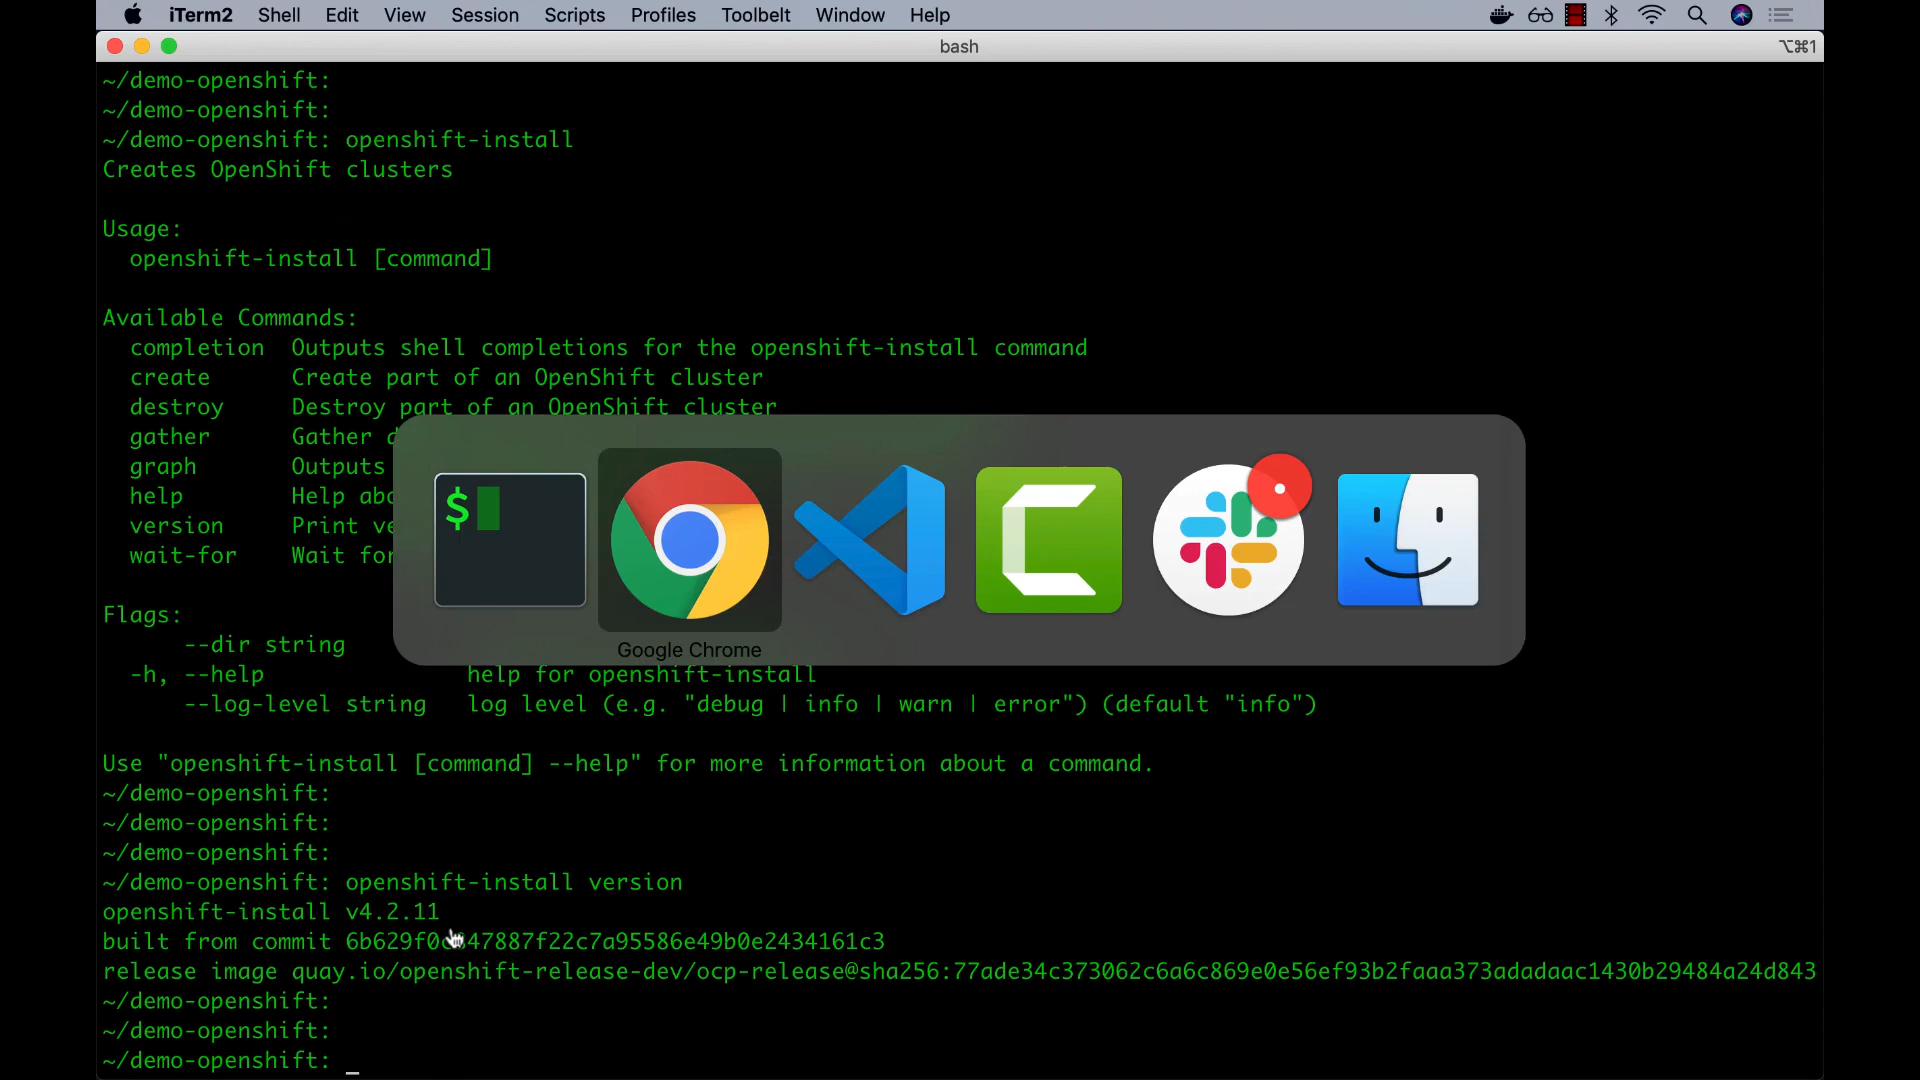 iTerm2 Shell Edit View Session Scripts Profiles Toolbelt Window Help
bash ⌥⌘1
~/demo-openshift:
~/demo-openshift:
~/demo-openshift: openshift-install
Creates OpenShift clusters
Usage:
openshift-install [command]
Available Commands:
completion Outputs shell completions for the openshift-install command
create Create part of an OpenShift cluster
destroy Destroy part of an OpenShift cluster
gather Gather
graph Outputs
help Help
version Print
wait-for Wait for
$
Google Chrome
Flags:
--dir string
-h, --help help for openshift-install
--log-level string log level (e.g. "debug | info | warn | error") (default "info")
Use "openshift-install [command] --help" for more information about a command.
~/demo-openshift:
~/demo-openshift:
~/demo-openshift:
~/demo-openshift: openshift-install version
openshift-install v4.2.11
built from commit
release image quay.io/openshift-release-dev/ocp-release@sha256:77ade34c373062c6a6c869e0e56ef93b2faaa373adadaac1430b29484a24d843
~/demo-openshift:
~/demo-openshift:
~/demo-openshift: _